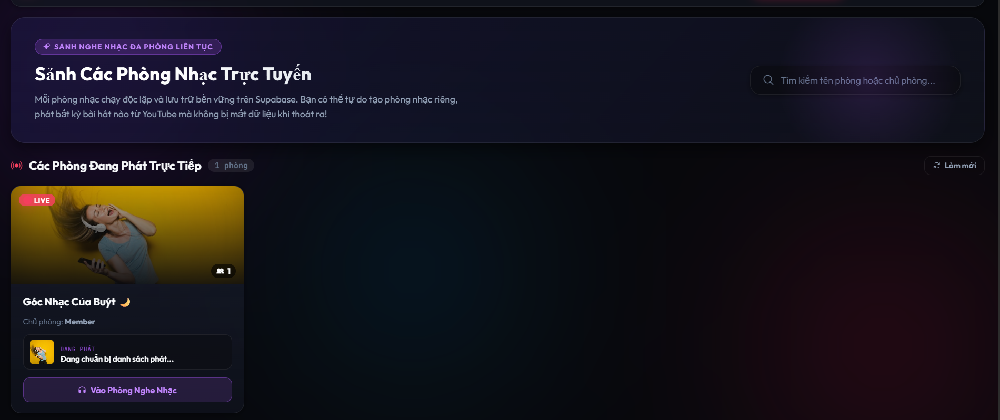 SẢNH NGHE NHẠC ĐA PHÒNG LIÊN TỤC
Sảnh Các Phòng Nhạc Trực Tuyến
Mỗi phòng nhạc chạy độc lập và lưu trữ bền vững trên Supabase. Bạn có thể tự do tạo phòng nhạc riêng,
phát bất kỳ bài hát nào từ YouTube mà không bị mất dữ liệu khi thoát ra!
Tìm kiếm tên phòng hoặc chủ phòng...
Các Phòng Đang Phát Trực Tiếp
1 phòng
Làm mới
LIVE
1
Góc Nhạc Của Buýt 🌙
Chủ phòng: Member
ĐANG PHÁT
Đang chuẩn bị danh sách phát...
Vào Phòng Nghe Nhạc